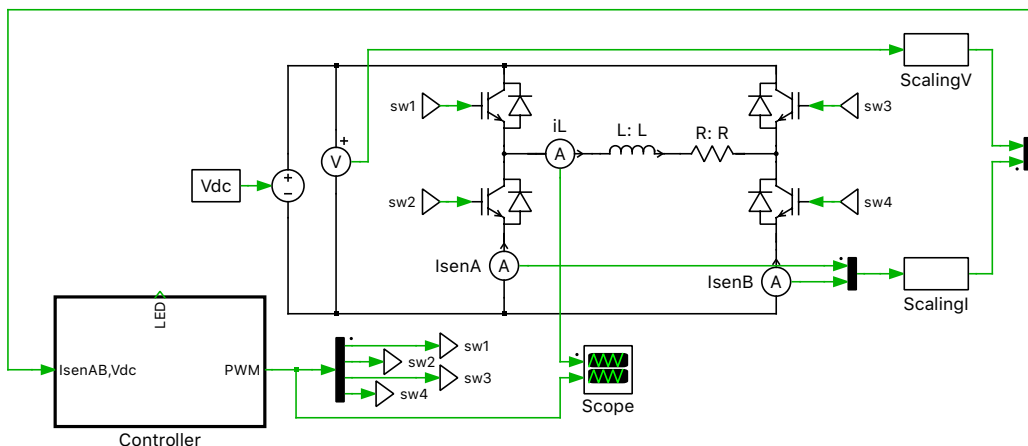 ScalingV
sw1
sw3
iL
L: L
R: R
A
V
Vdc
sw2
sw4
IsenA
A
IsenB
A
ScalingI
LED
IsenAB,Vdc
PWM
sw1
sw2
sw3
sw4
Scope
Controller